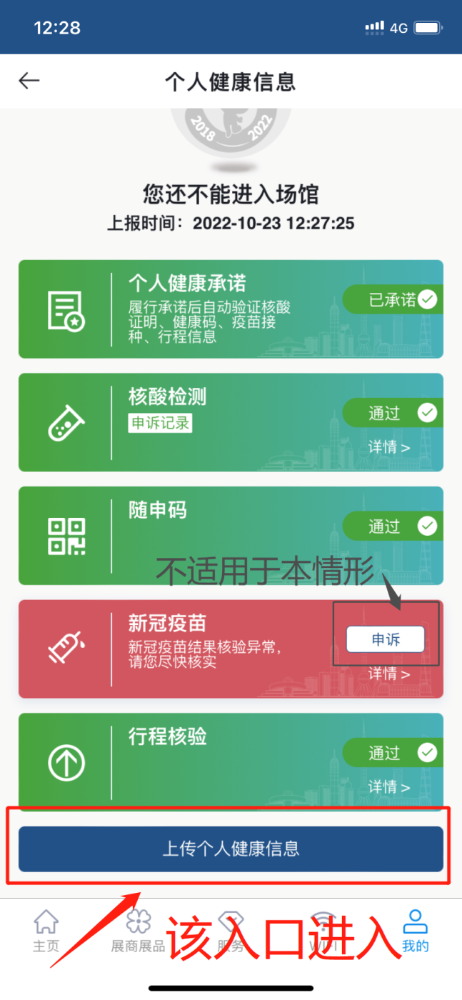 12:28
4G
个人健康信息
2018 2022
您还不能进入场馆
上报时间：2022-10-23 12:27:25
个人健康承诺
履行承诺后自动验证核酸
证明、健康码、疫苗接
种、行程信息
已承诺
核酸检测
申诉记录
通过
详情 >
随申码
通过
不适用于本情形
新冠疫苗
新冠疫苗结果核验异常，
请您尽快核实
申诉
详情 >
行程核验
通过
详情 >
上传个人健康信息
该入口进入
主页
展商展品
服务
WIFI
我的